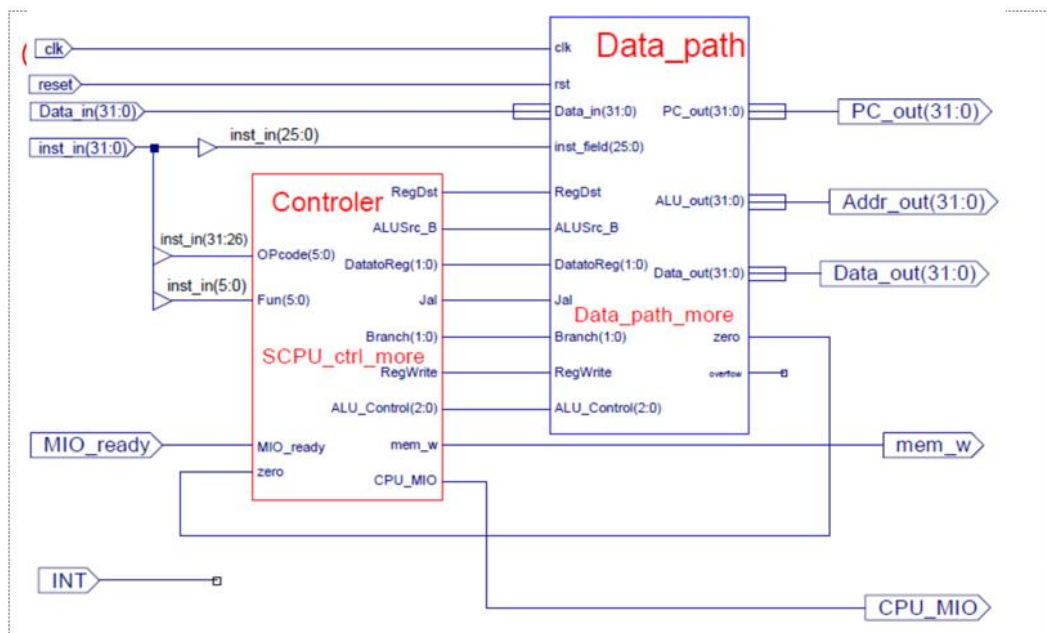 clk
reset
Data_in(31:0)
inst_in(31:0)
inst_in(25:0)
inst_in(31:26)
inst_in(5:0)
MIO_ready
INT
Controler
RegDst
ALUSrc_B
OPcode(5:0)
DatatoReg(1:0)
Fun(5:0)
Jal
Branch(1:0)
SCPU_ctrl_more
RegWrite
ALU_Control(2:0)
MIO_ready
mem_w
zero
CPU_MIO
Data_path
clk
rst
Data_in(31:0)
PC_out(31:0)
inst_field(25:0)
RegDst
ALU_out(31:0)
ALUSrc_B
DatatoReg(1:0)
Data_out(31:0)
Jal
Data_path_more
Branch(1:0)
zero
RegWrite
overflow
ALU_Control(2:0)
PC_out(31:0)
Addr_out(31:0)
Data_out(31:0)
mem_w
CPU_MIO